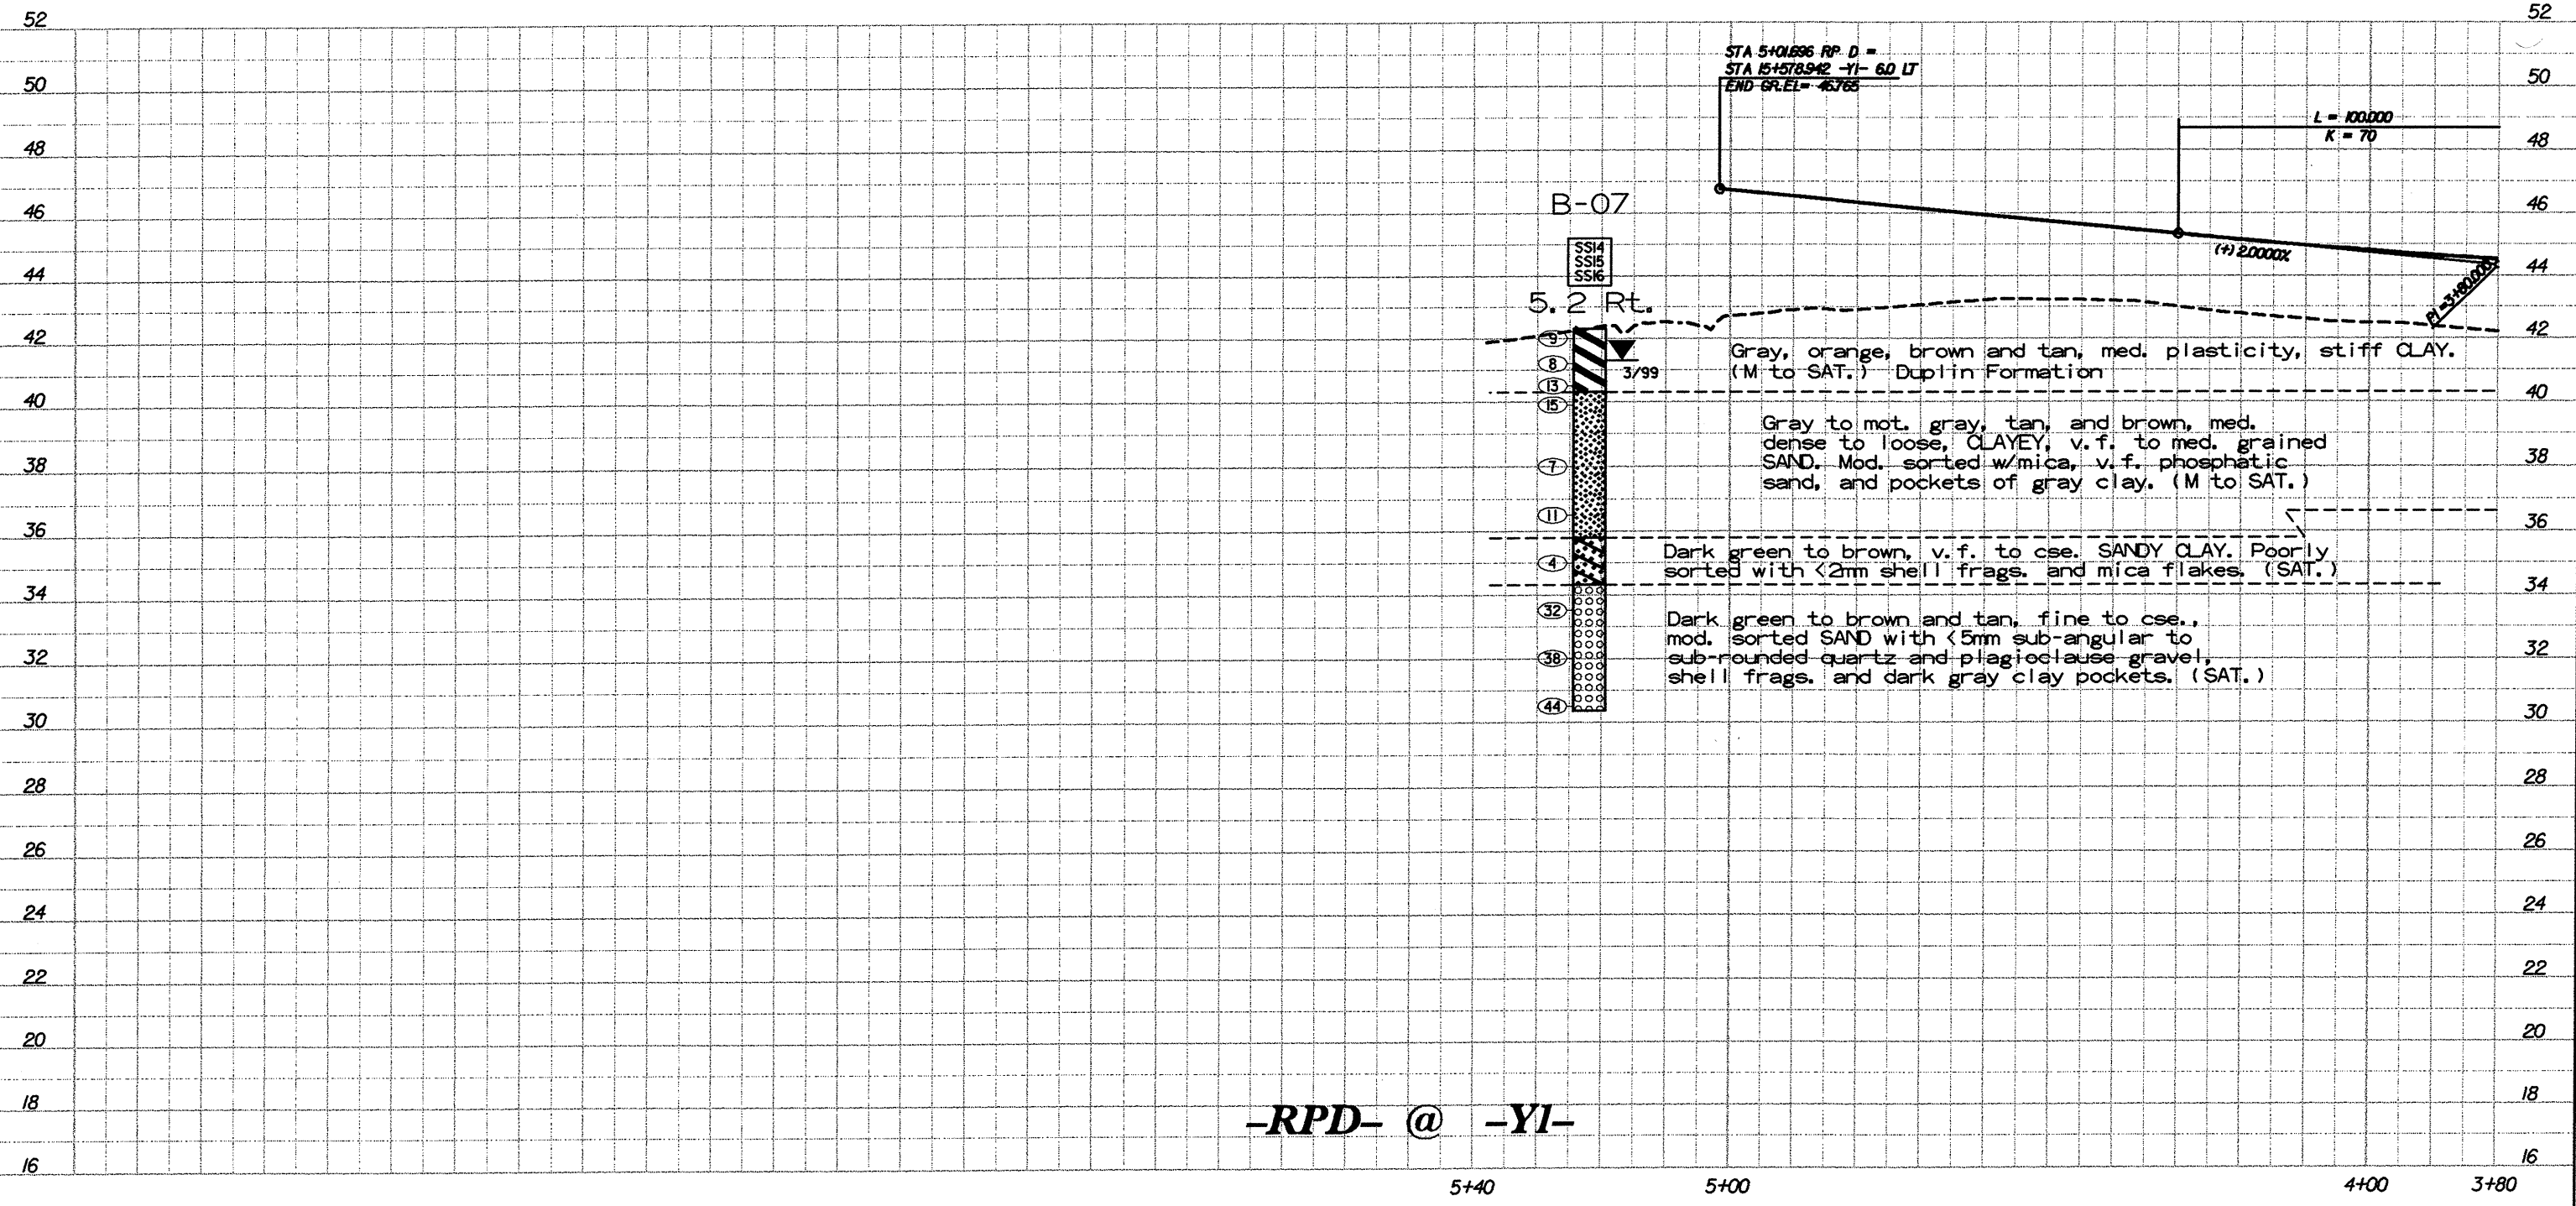 52
52
STA 5+01.696 RP D =
STA 15+578.942 -Y1- 6.0 LT
END GR.EL= 46.765
50
50
L = 100.000
K = 70
48
48
46
B-07
46
SS14
SS15
SS16
(+) 2.0000%
PI = 3+80.000
44
44
5.2 Rt.
42
42
9
8
13
3/99
Gray, orange, brown and tan, med. plasticity, stiff CLAY.
(M to SAT.) Duplin Formation
40
40
15
7
11
Gray to mot. gray, tan, and brown, med.
dense to loose, CLAYEY, v.f. to med. grained
SAND. Mod. sorted w/mica, v.f. phosphatic
sand, and pockets of gray clay. (M to SAT.)
38
38
36
36
4
Dark green to brown, v.f. to cse. SANDY CLAY. Poorly
sorted with <2mm shell frags. and mica flakes. (SAT.)
34
34
32
38
44
Dark green to brown and tan, fine to cse.,
mod. sorted SAND with <5mm sub-angular to
sub-rounded quartz and plagioclause gravel,
shell frags. and dark gray clay pockets. (SAT.)
32
32
30
30
28
28
26
26
24
24
22
22
20
20
18
18
-RPD- @ -Y1-
16
16
5+40
5+00
4+00
3+80